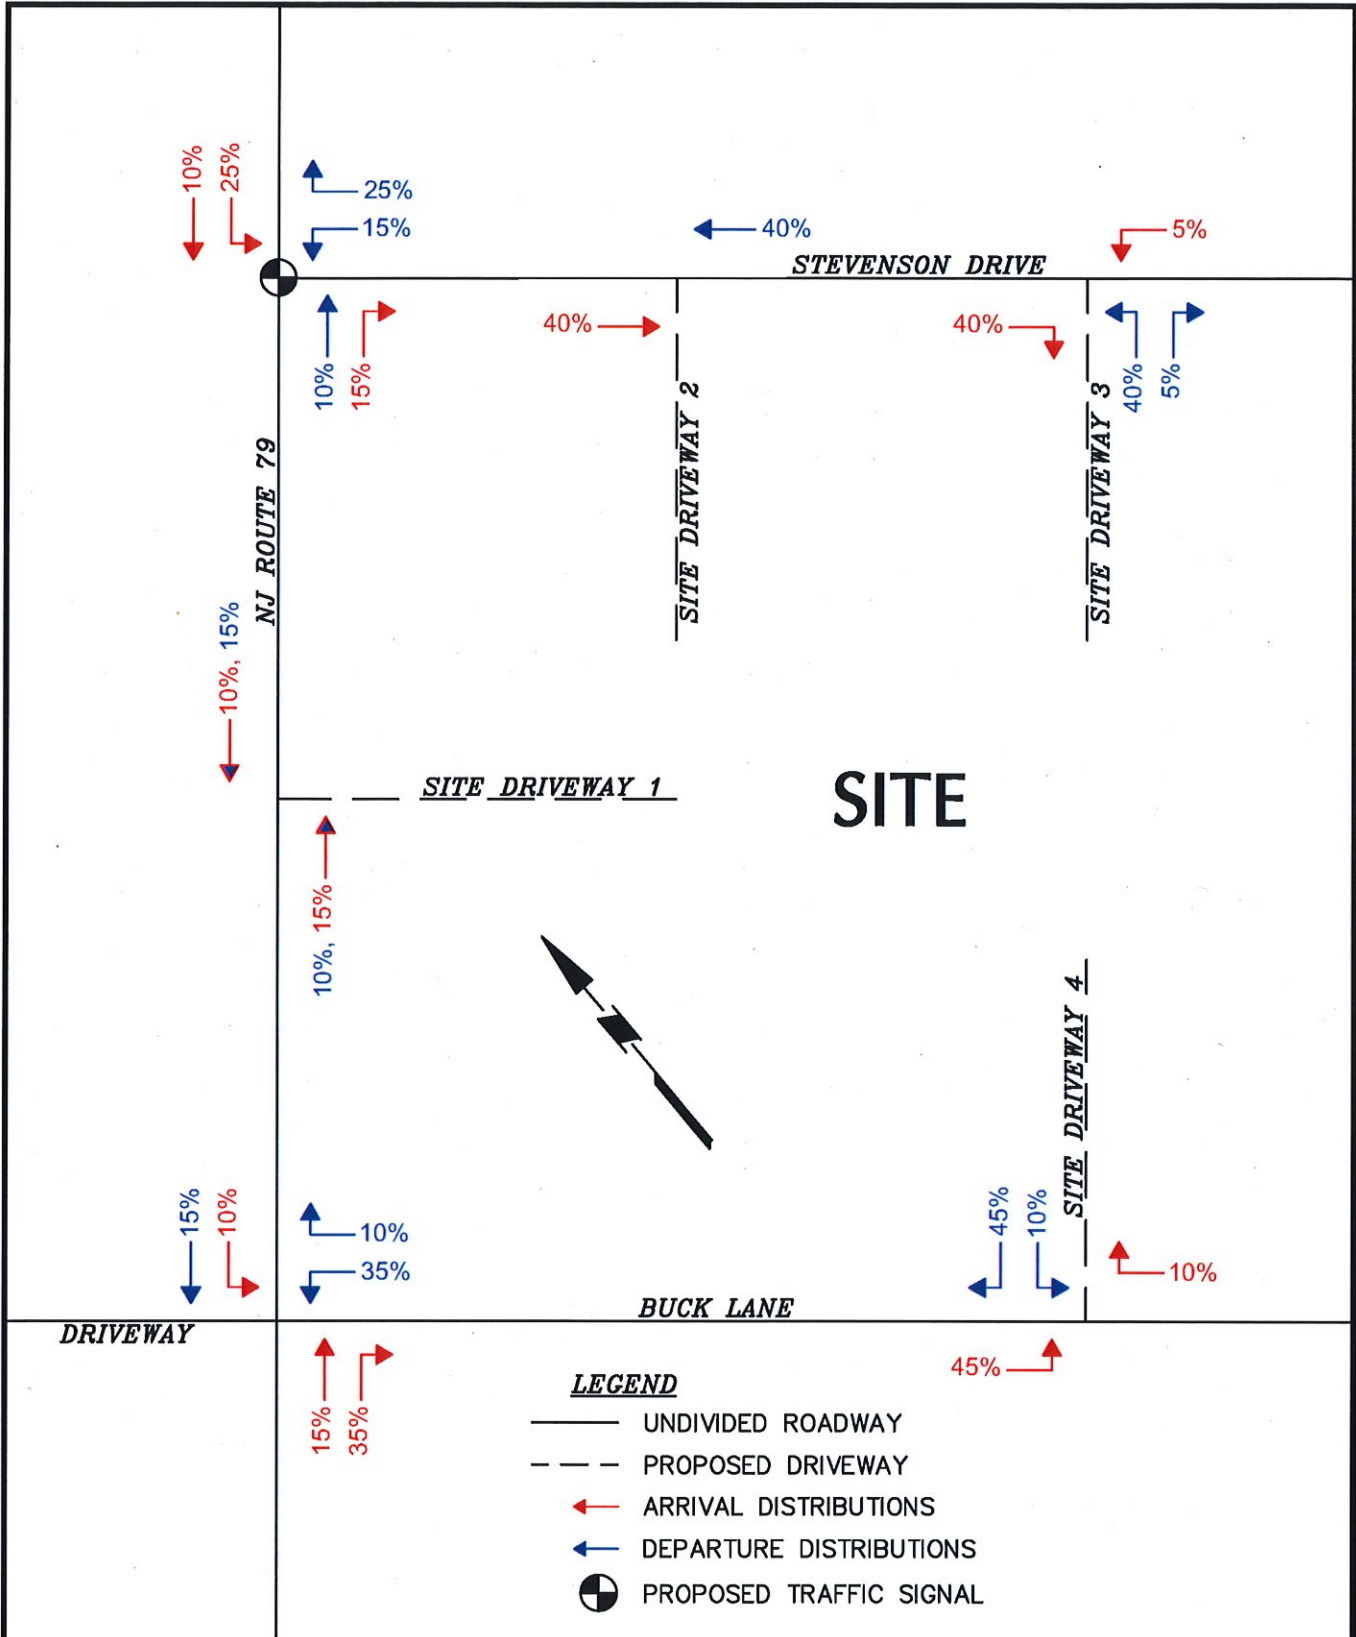 10%
25%
25%
15%
40%
5%
STEVENSON DRIVE
10%
15%
40%
40%
40%
5%
NJ ROUTE 79
SITE DRIVEWAY 2
SITE DRIVEWAY 3
10%, 15%
SITE DRIVEWAY 1
SITE
10%, 15%
SITE DRIVEWAY 4
15%
10%
10%
35%
45%
10%
10%
BUCK LANE
DRIVEWAY
15%
35%
45%
LEGEND
UNDIVIDED ROADWAY
PROPOSED DRIVEWAY
ARRIVAL DISTRIBUTIONS
DEPARTURE DISTRIBUTIONS
PROPOSED TRAFFIC SIGNAL